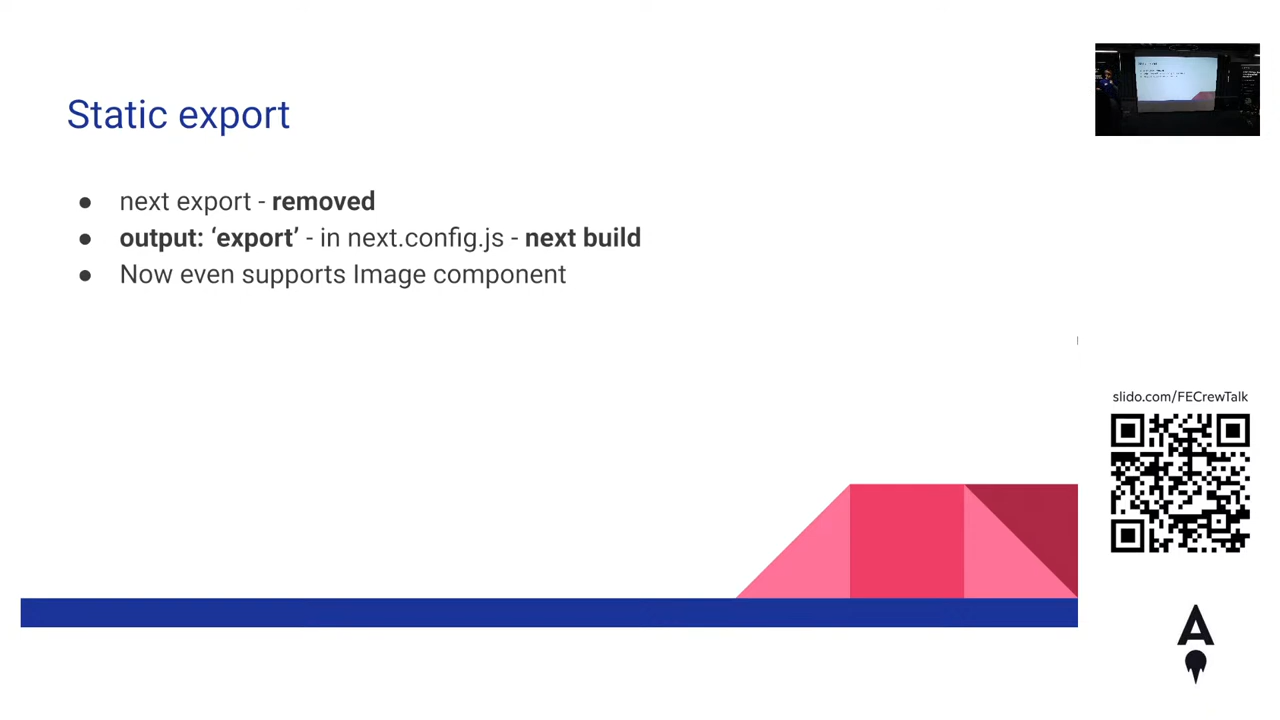 Static export
● next export - removed
● output: ‘export’ - in next.config.js - next build
● Now even supports Image component
slido.com/FECrewTalk